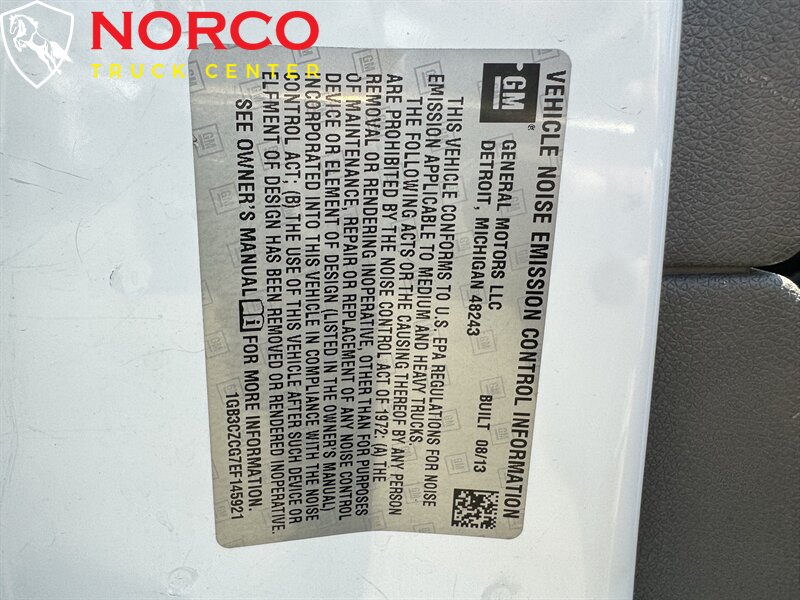 NORCO
TRUCK CENTER
VEHICLE NOISE EMISSION CONTROL INFORMATION
GM
®
GENERAL MOTORS LLC
DETROIT, MICHIGAN 48243 BUILT 08/13
THIS VEHICLE CONFORMS TO U.S. EPA REGULATIONS FOR NOISE
EMISSION APPLICABLE TO MEDIUM AND HEAVY TRUCKS.
THE FOLLOWING ACTS OR THE CAUSING THEREOF BY ANY PERSON
ARE PROHIBITED BY THE NOISE CONTROL ACT OF 1972: (A) THE
REMOVAL OR RENDERING INOPERATIVE, OTHER THAN FOR PURPOSES
OF MAINTENANCE, REPAIR OR REPLACEMENT OF ANY NOISE CONTROL
DEVICE OR ELEMENT OF DESIGN (LISTED IN THE OWNER'S MANUAL)
INCORPORATED INTO THIS VEHICLE IN COMPLIANCE WITH THE NOISE
CONTROL ACT; (B) THE USE OF THIS VEHICLE AFTER SUCH DEVICE OR
ELEMENT OF DESIGN HAS BEEN REMOVED OR RENDERED INOPERATIVE.
SEE OWNER'S MANUAL FOR MORE INFORMATION.
1GB3CZCG7EF145921